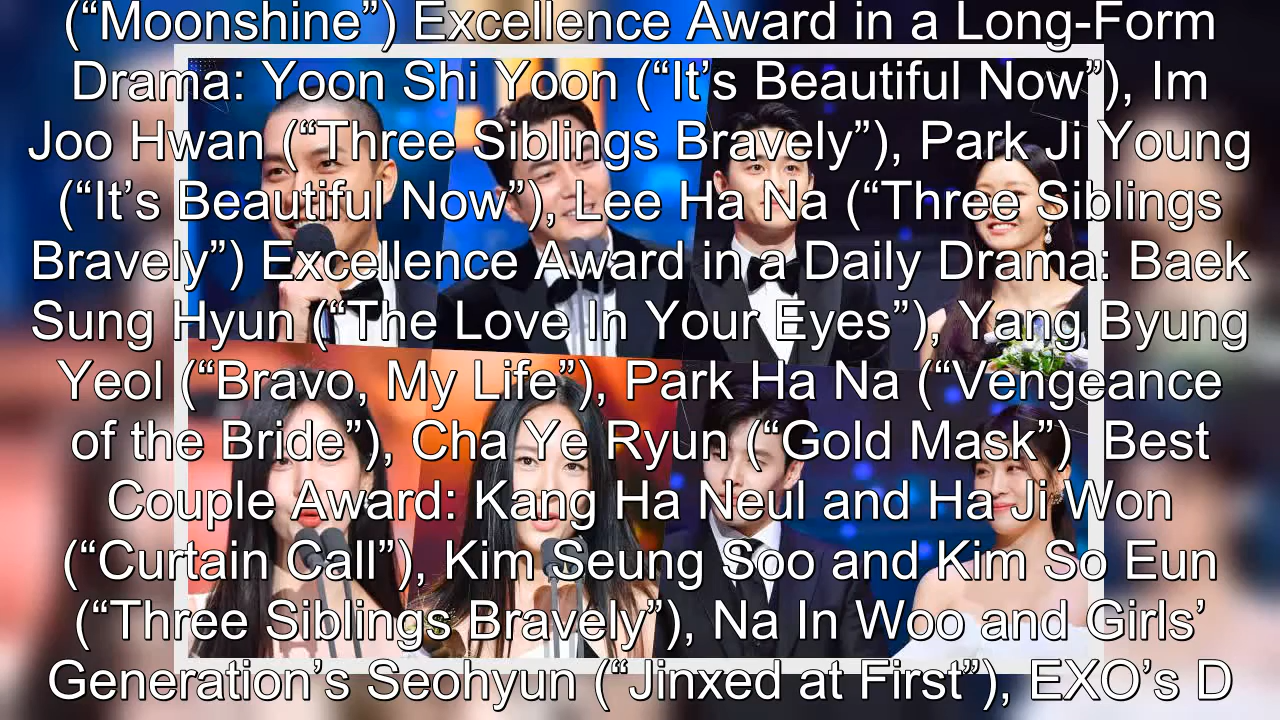 (“Moonshine”) Excellence Award in a Long-Form
Drama: Yoon Shi Yoon (“It’s Beautiful Now”), Im
Joo Hwan (“Three Siblings Bravely”), Park Ji Young
(“It’s Beautiful Now”), Lee Ha Na (“Three Siblings
Bravely”) Excellence Award in a Daily Drama: Baek
Sung Hyun (“The Love In Your Eyes”), Yang Byung
Yeol (“Bravo, My Life”), Park Ha Na (“Vengeance
of the Bride”), Cha Ye Ryun (“Gold Mask”)  Best
Couple Award: Kang Ha Neul and Ha Ji Won
(“Curtain Call”), Kim Seung Soo and Kim So Eun
(“Three Siblings Bravely”), Na In Woo and Girls’
Generation’s Seohyun (“Jinxed at First”), EXO’s D